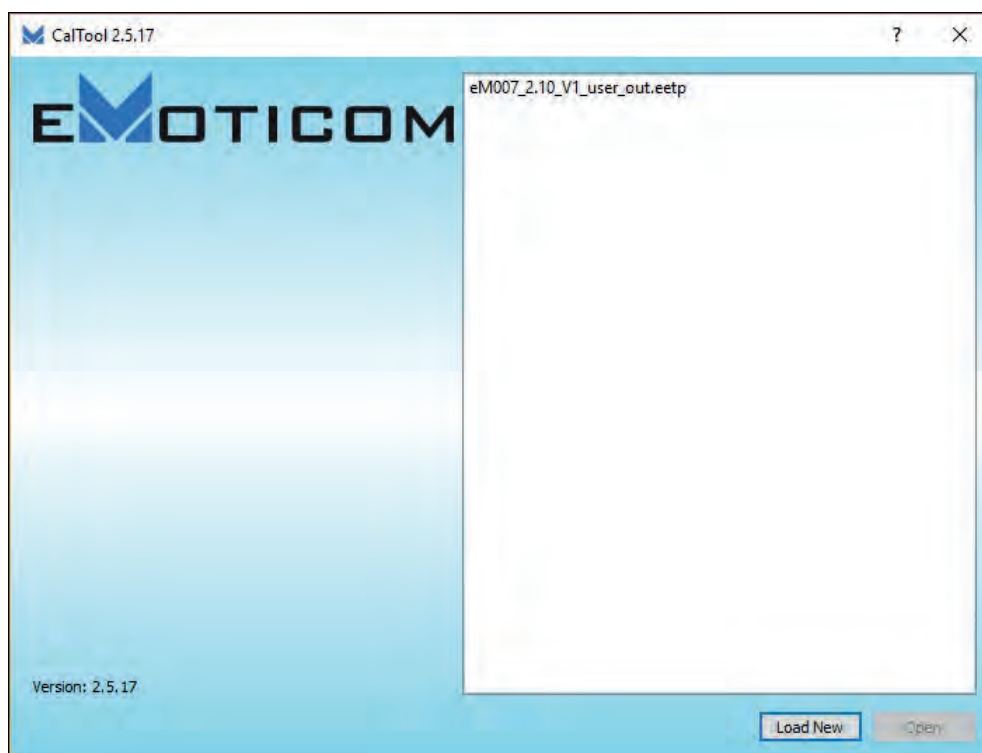 CalTool 2.5.17
?
EMOTICOM
eM007_2.10_V1_user_out.eetp
Version: 2.5.17
Load New
Open